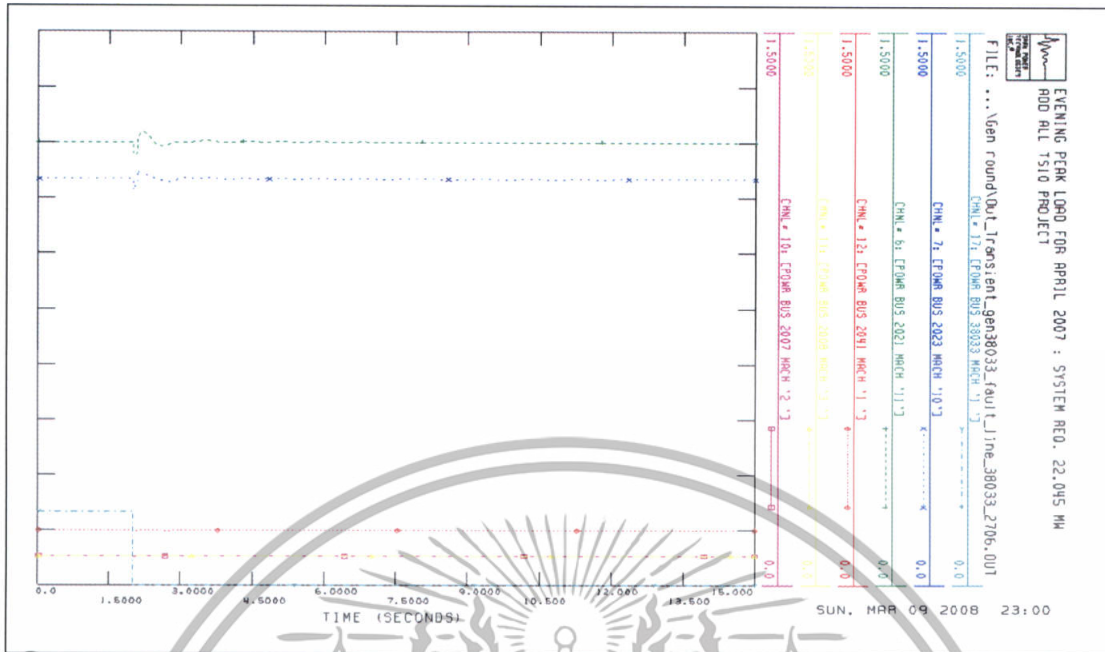 EVENING PEAK LOAD FOR APRIL 2007 : SYSTEM REQ. 22,045 MW
ADD ALL TSIO PROJECT
FILE: ...\Gen round\Out_Transient_gen38033_fault_line_38033_2706.OUT
CHNL# 17: [POWR BUS 38033 MACH '1 ']
1.5000 0.0
CHNL# 7: [POWR BUS 2023 MACH '10']
1.5000 0.0
CHNL# 6: [POWR BUS 2021 MACH '11']
1.5000 0.0
CHNL# 12: [POWR BUS 2041 MACH '1 ']
1.5000 0.0
1.5000 0.0
CHNL# 10: [POWR BUS 2007 MACH '2 ']
1.5000 0.0
0.0 1.5000 3.0000 4.5000 6.0000 7.5000 9.0000 10.500 12.000 13.500 15.000
TIME (SECONDS)
SUN, MAR 09 2008 23:00